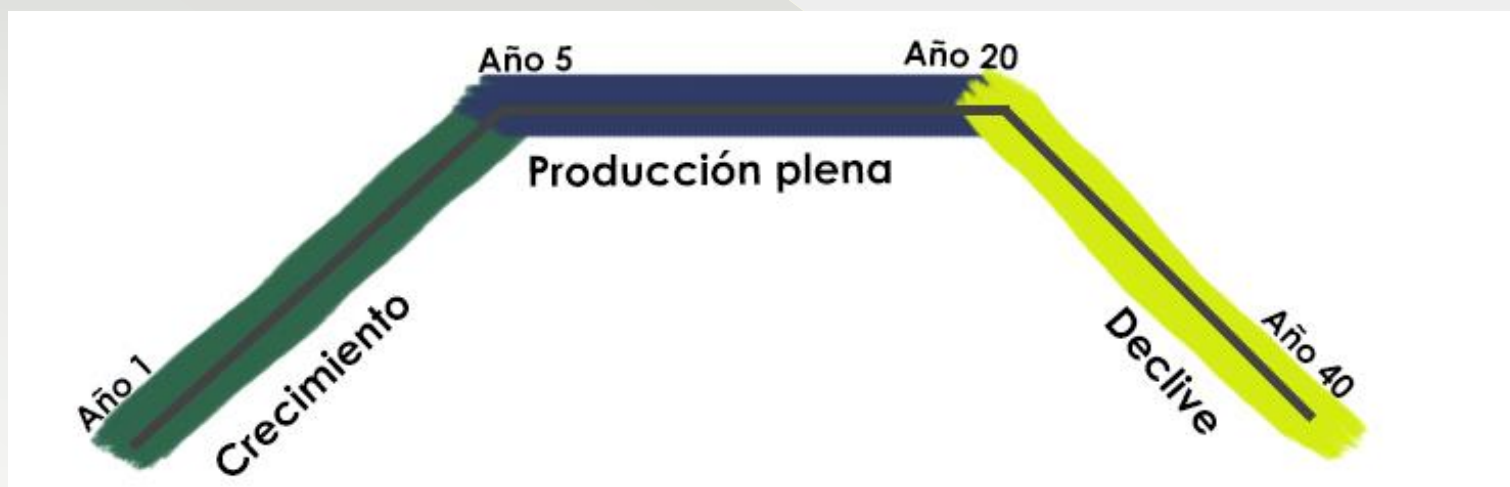 Año 1
Crecimiento
Año 5
Producción plena
Año 20
Declive
Año 40